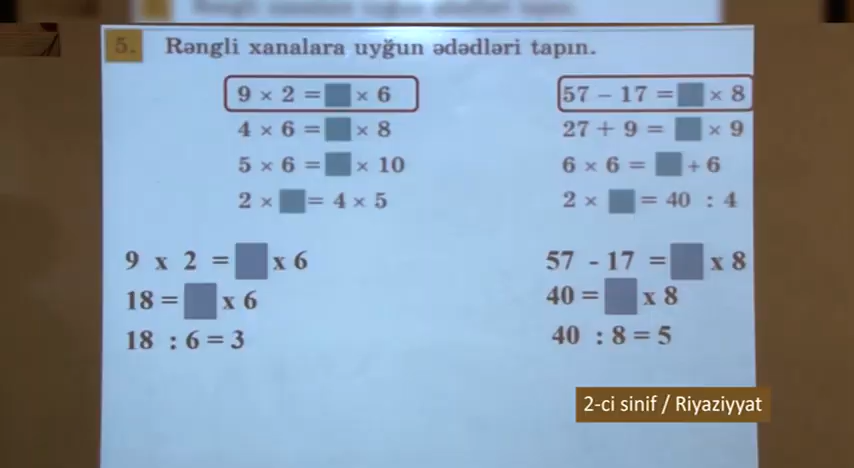 5. Rəngli xanalara uyğun ədədləri tapın.
9 × 2 = □ × 6
4 × 6 = □ × 8
5 × 6 = □ × 10
2 × □ = 4 × 5
57 − 17 = □ × 8
27 + 9 = □ × 9
6 × 6 = □ + 6
2 × □ = 40 : 4
9 x 2 = □ x 6
18 = □ x 6
18 : 6 = 3
57 - 17 = □ x 8
40 = □ x 8
40 : 8 = 5
2-ci sinif / Riyaziyyat